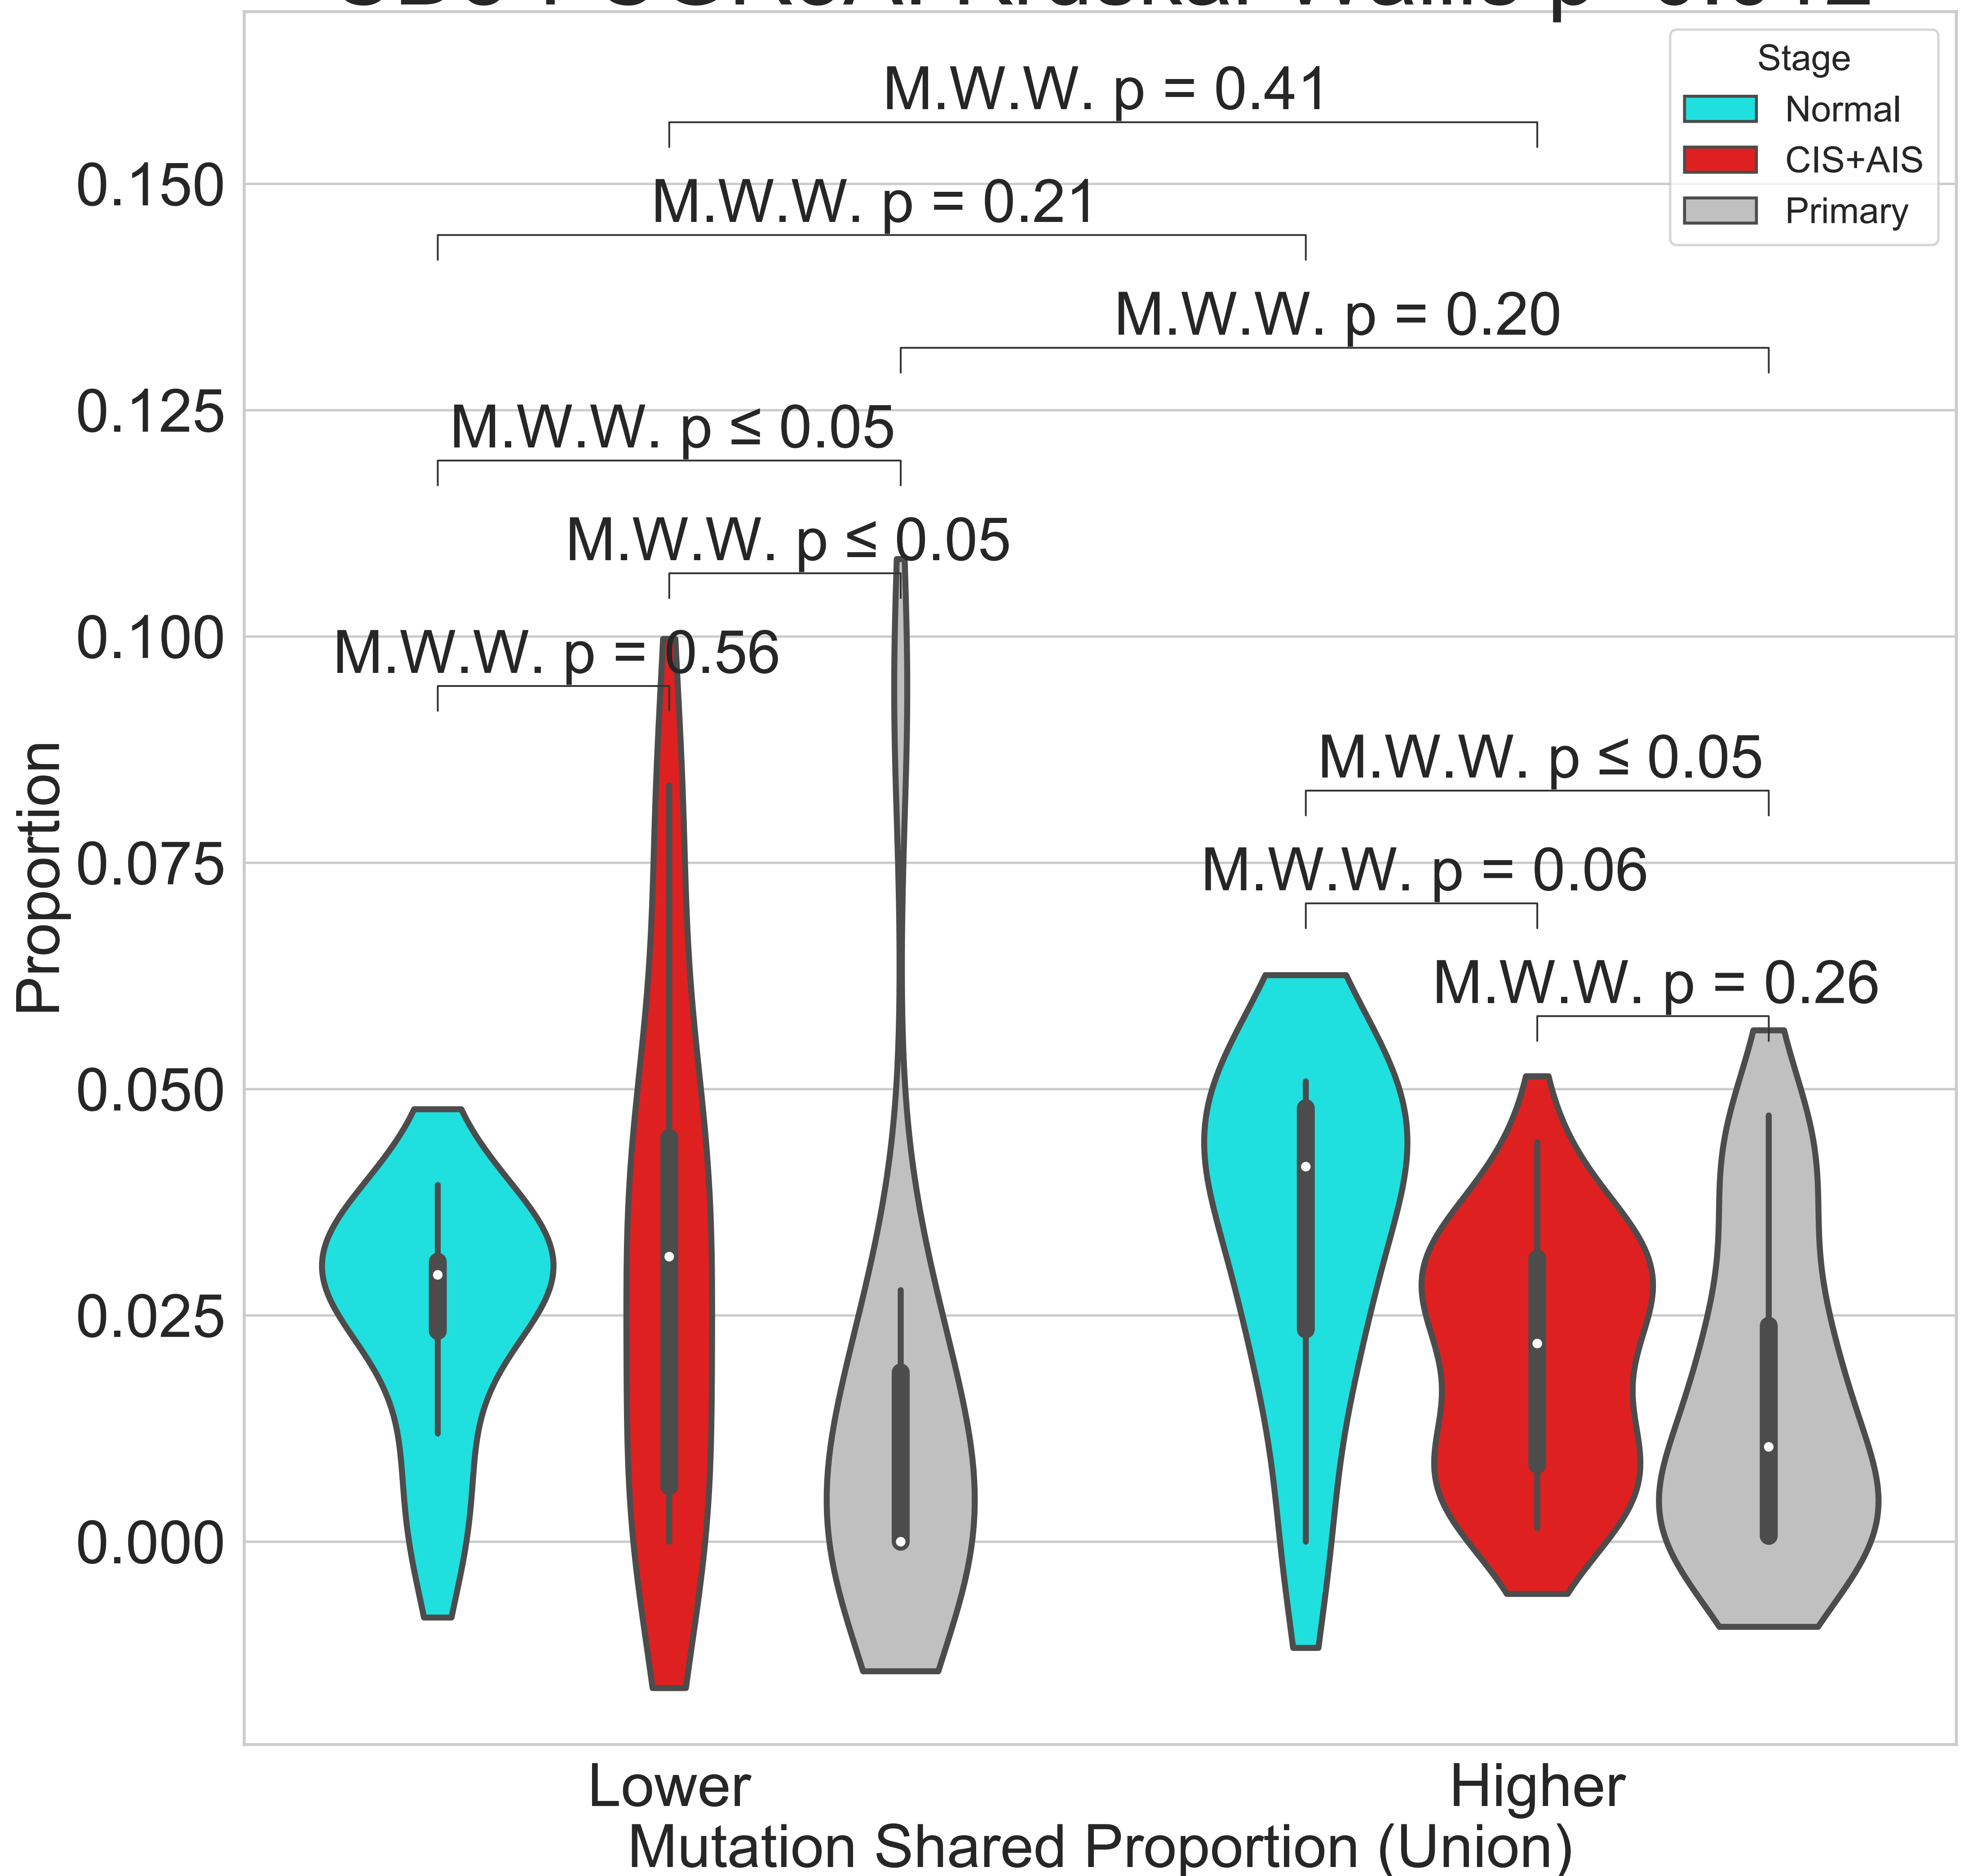 Stage
Normal
CIS+AIS
Primary
M.W.W. p = 0.41
M.W.W. p = 0.21
M.W.W. p = 0.20
M.W.W. p ≤ 0.05
M.W.W. p ≤ 0.05
M.W.W. p = 0.56
M.W.W. p ≤ 0.05
M.W.W. p = 0.06
M.W.W. p = 0.26
0.150
0.125
0.100
0.075
0.050
0.025
0.000
Proportion
Lower
Higher
Mutation Shared Proportion (Union)